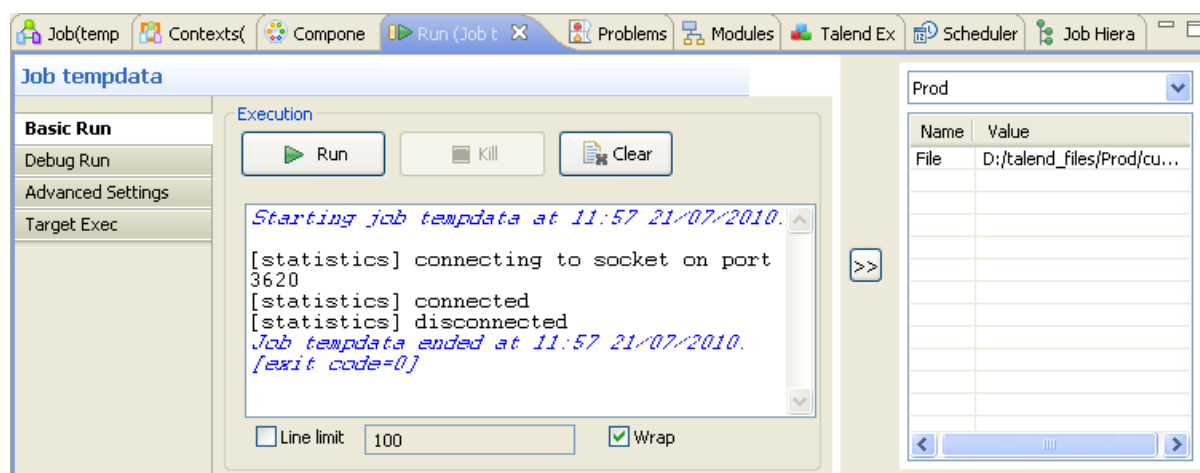 Job(temp Contexts( Compone Run (Job t Problems Modules Talend Ex Scheduler Job Hiera
Job tempdata
Basic Run
Debug Run
Advanced Settings
Target Exec
Execution
Run Kill Clear
Starting job tempdata at 11:57 21/07/2010.
[statistics] connecting to socket on port
3620
[statistics] connected
[statistics] disconnected
Job tempdata ended at 11:57 21/07/2010.
[exit code=0]
Line limit 100 Wrap
>>
Prod
Name Value
File D:/talend_files/Prod/cu...